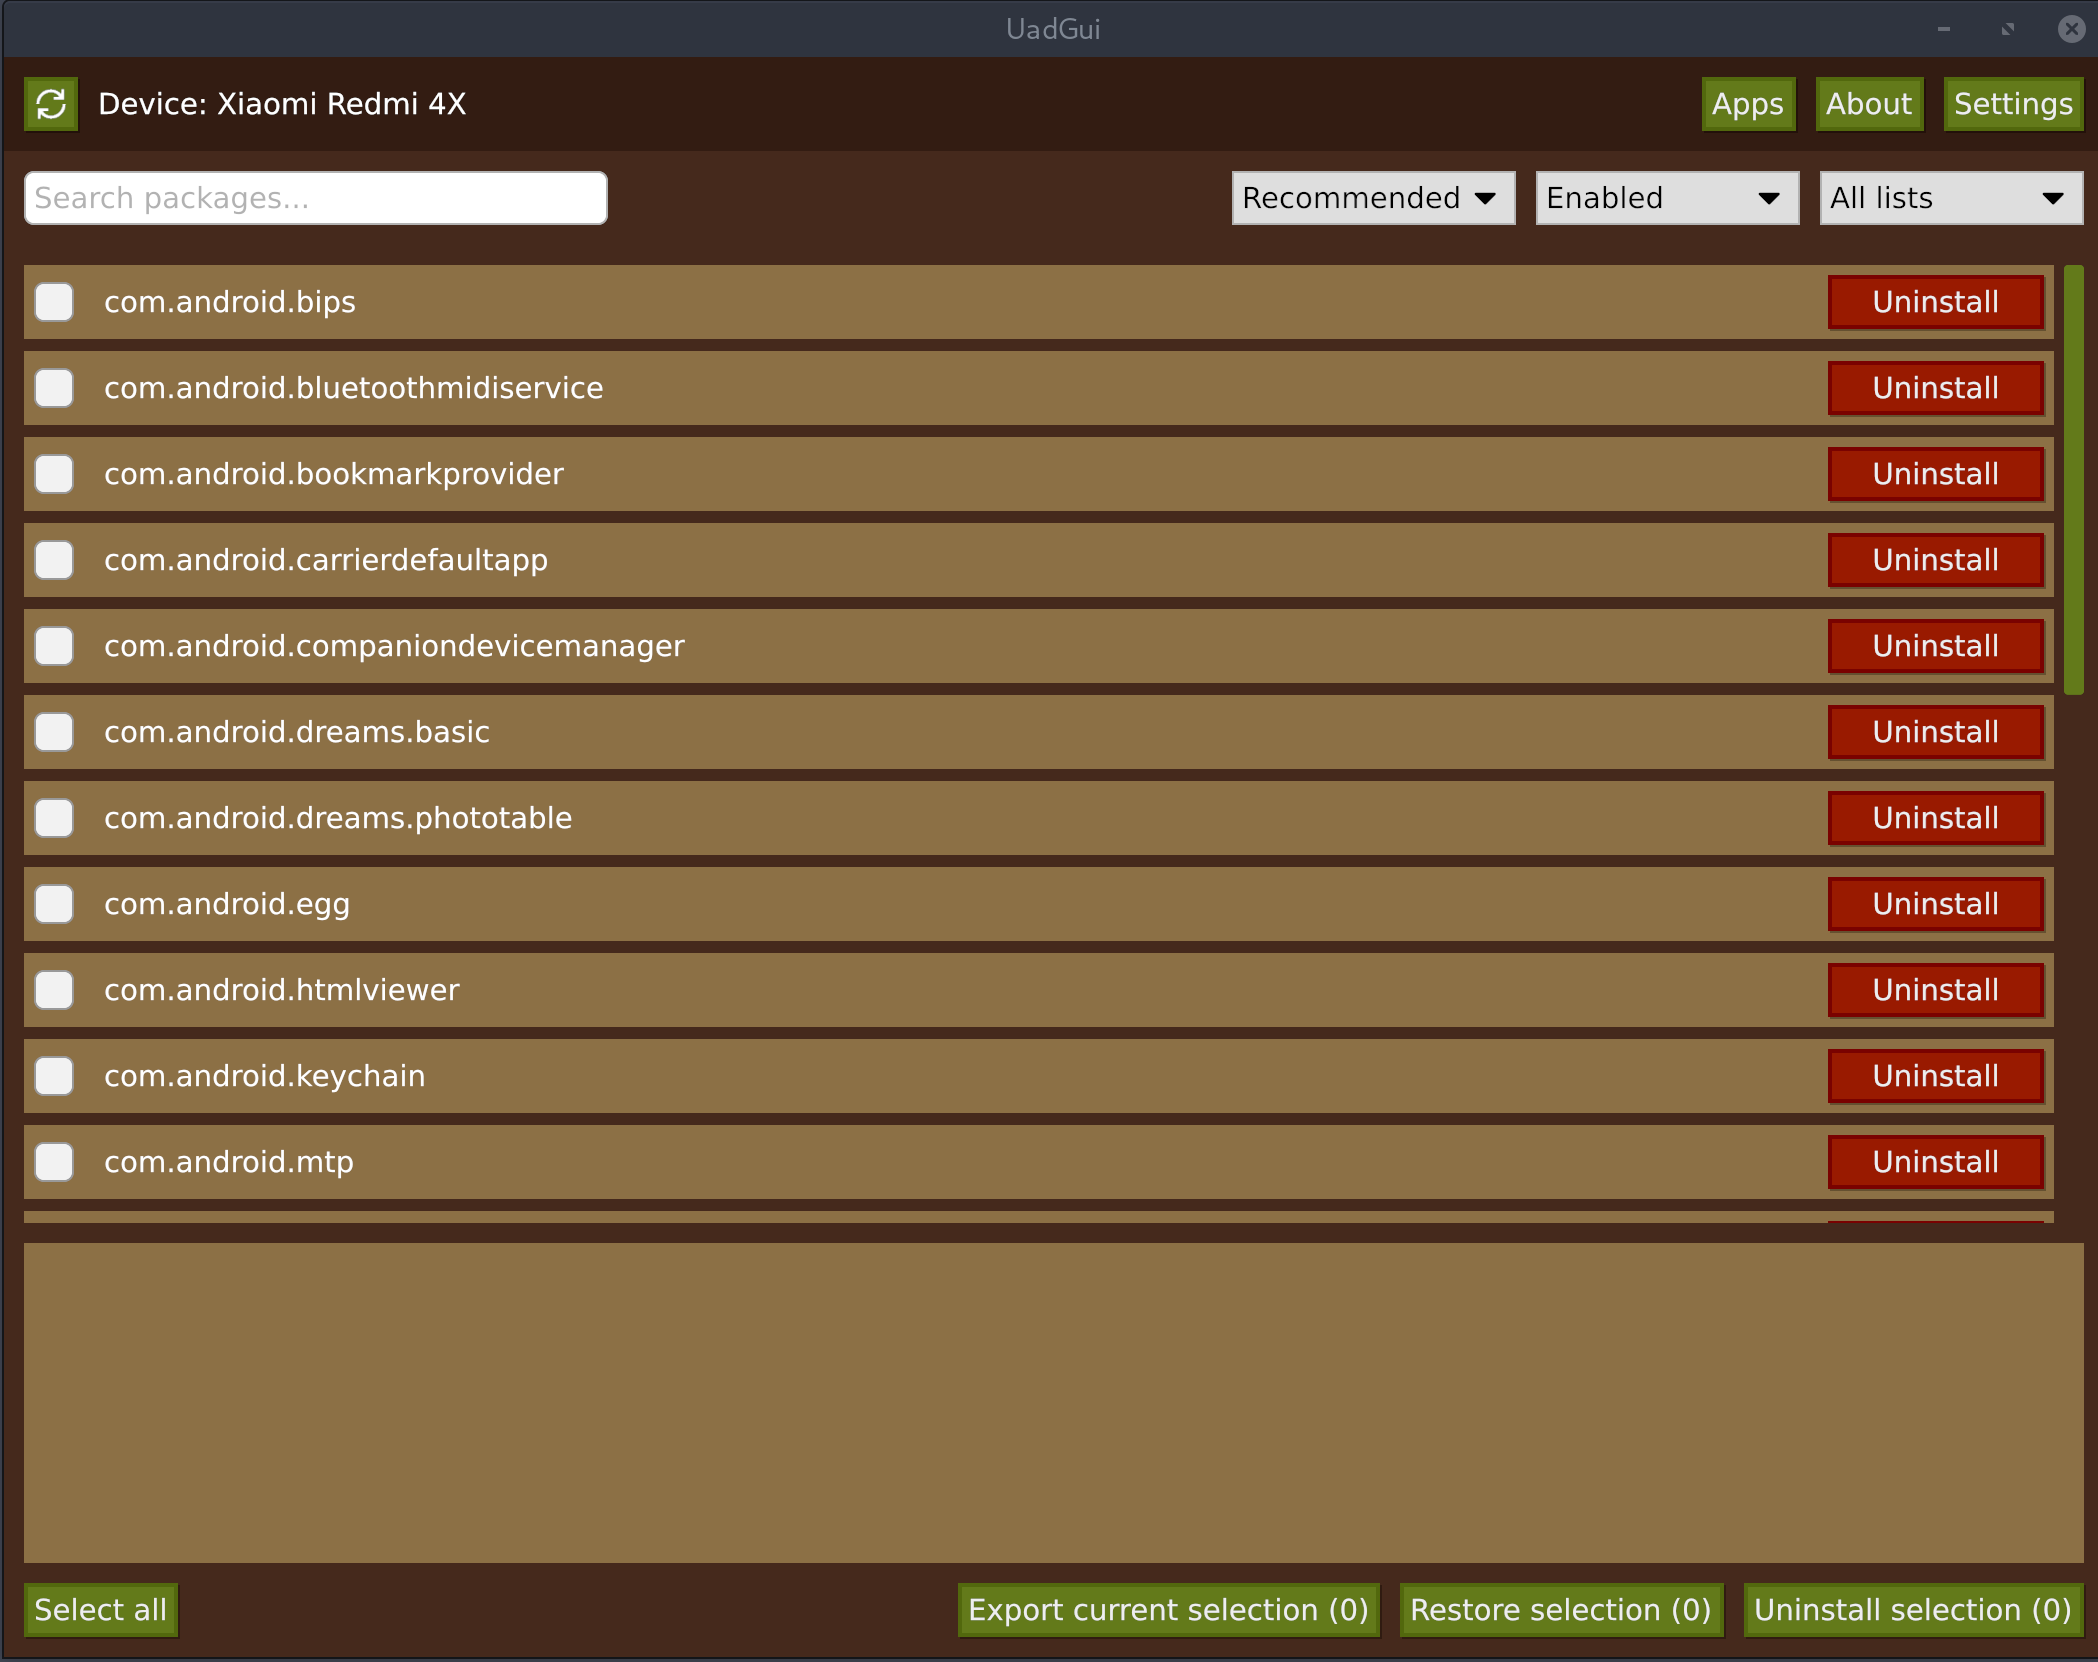 UadGui
Device: Xiaomi Redmi 4X
Apps
About
Settings
Search packages...
Recommended
Enabled
All lists
com.android.bips
Uninstall
com.android.bluetoothmidiservice
Uninstall
com.android.bookmarkprovider
Uninstall
com.android.carrierdefaultapp
Uninstall
com.android.companiondevicemanager
Uninstall
com.android.dreams.basic
Uninstall
com.android.dreams.phototable
Uninstall
com.android.egg
Uninstall
com.android.htmlviewer
Uninstall
com.android.keychain
Uninstall
com.android.mtp
Uninstall
Select all
Export current selection (0)
Restore selection (0)
Uninstall selection (0)